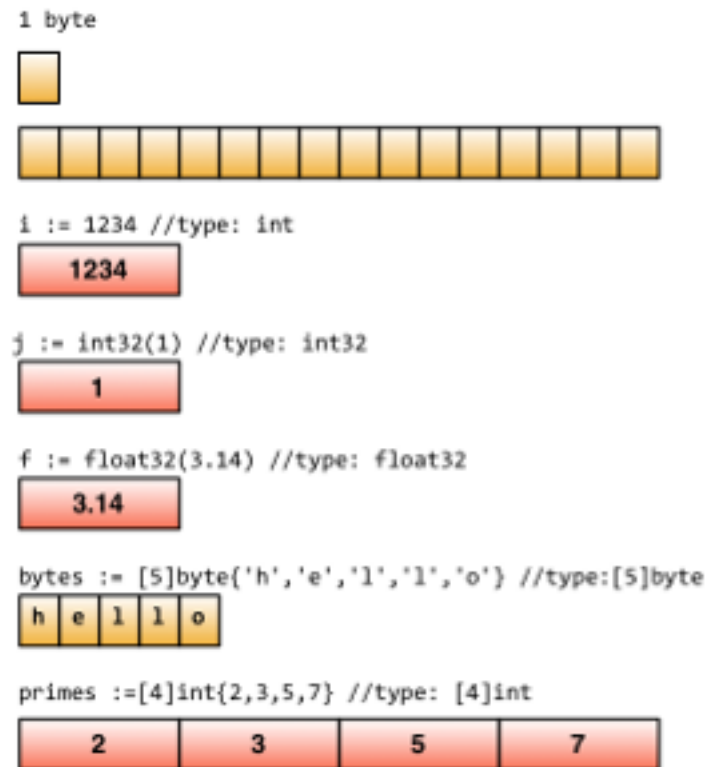 1 byte
i := 1234 //type: int
1234
j := int32(1) //type: int32
1
f := float32(3.14) //type: float32
3.14
bytes := [5]byte{'h','e','l','l','o'} //type:[5]byte
h e l l o
primes :=[4]int{2,3,5,7} //type: [4]int
2 3 5 7